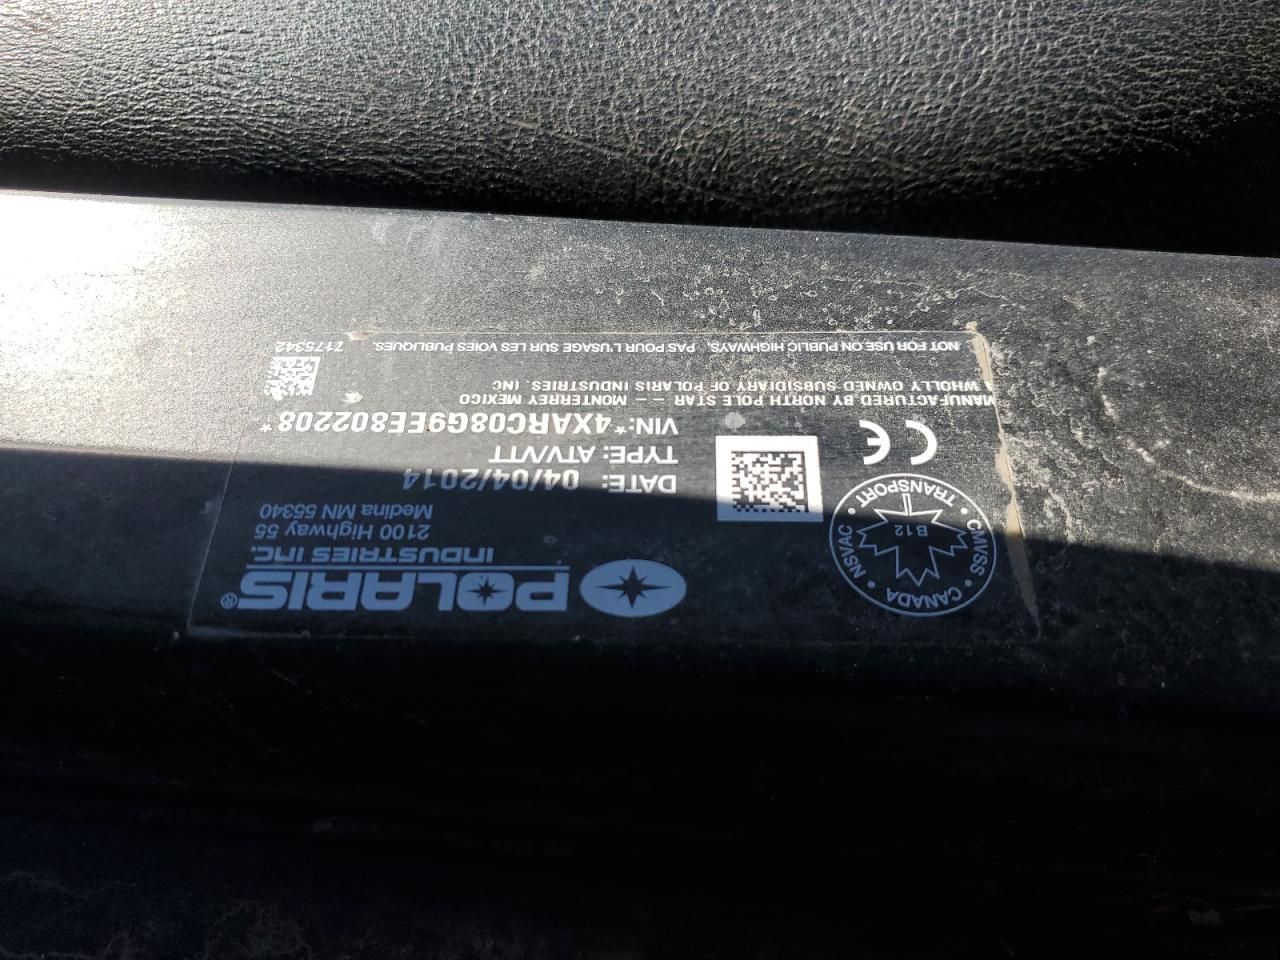 POLARIS®
INDUSTRIES INC.
2100 Highway 55
Medina MN 55340
CANADA
NSVAC • CMVSS
B12
TRANSPORT
DATE: 04/04/2014
TYPE: ATV/VTT
CE
VIN:*4XARC08G9EE802208*
MANUFACTURED BY NORTH POLE STAR -- MONTERREY MEXICO
A WHOLLY OWNED SUBSIDIARY OF POLARIS INDUSTRIES, INC
NOT FOR USE ON PUBLIC HIGHWAYS, PAS POUR L'USAGE SUR LES VOIES PUBLIQUES. 7175342